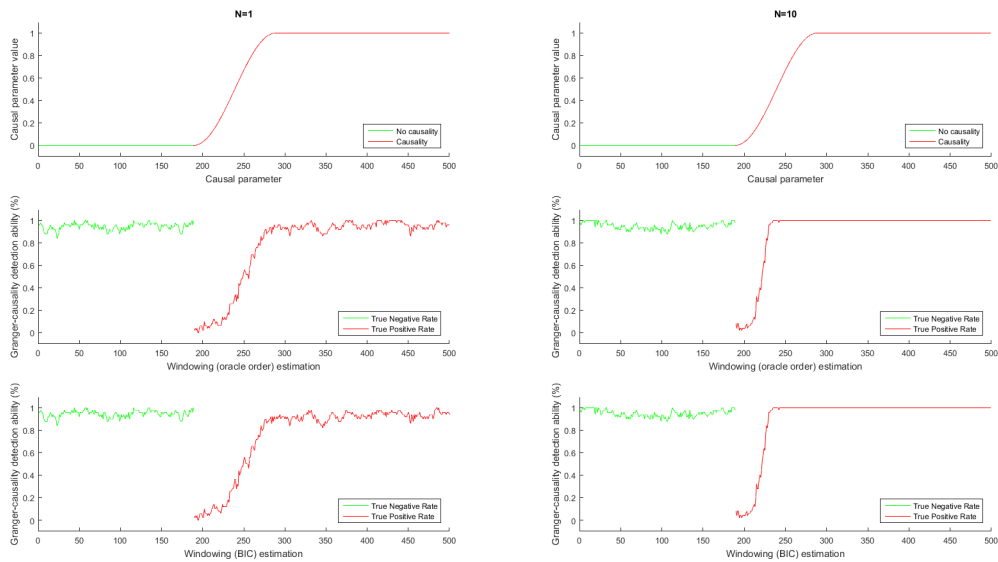 N=1
Causal parameter value
1
0.8
0.6
0.4
0.2
0
0 50 100 150 200 250 300 350 400 450 500
Causal parameter
No causality
Causality
N=10
Causal parameter value
1
0.8
0.6
0.4
0.2
0
0 50 100 150 200 250 300 350 400 450 500
Causal parameter
No causality
Causality
Granger-causality detection ability (%)
1
0.8
0.6
0.4
0.2
0
0 50 100 150 200 250 300 350 400 450 500
Windowing (oracle order) estimation
True Negative Rate
True Positive Rate
Granger-causality detection ability (%)
1
0.8
0.6
0.4
0.2
0
0 50 100 150 200 250 300 350 400 450 500
Windowing (oracle order) estimation
True Negative Rate
True Positive Rate
Granger-causality detection ability (%)
1
0.8
0.6
0.4
0.2
0
0 50 100 150 200 250 300 350 400 450 500
Windowing (BIC) estimation
True Negative Rate
True Positive Rate
Granger-causality detection ability (%)
1
0.8
0.6
0.4
0.2
0
0 50 100 150 200 250 300 350 400 450 500
Windowing (BIC) estimation
True Negative Rate
True Positive Rate